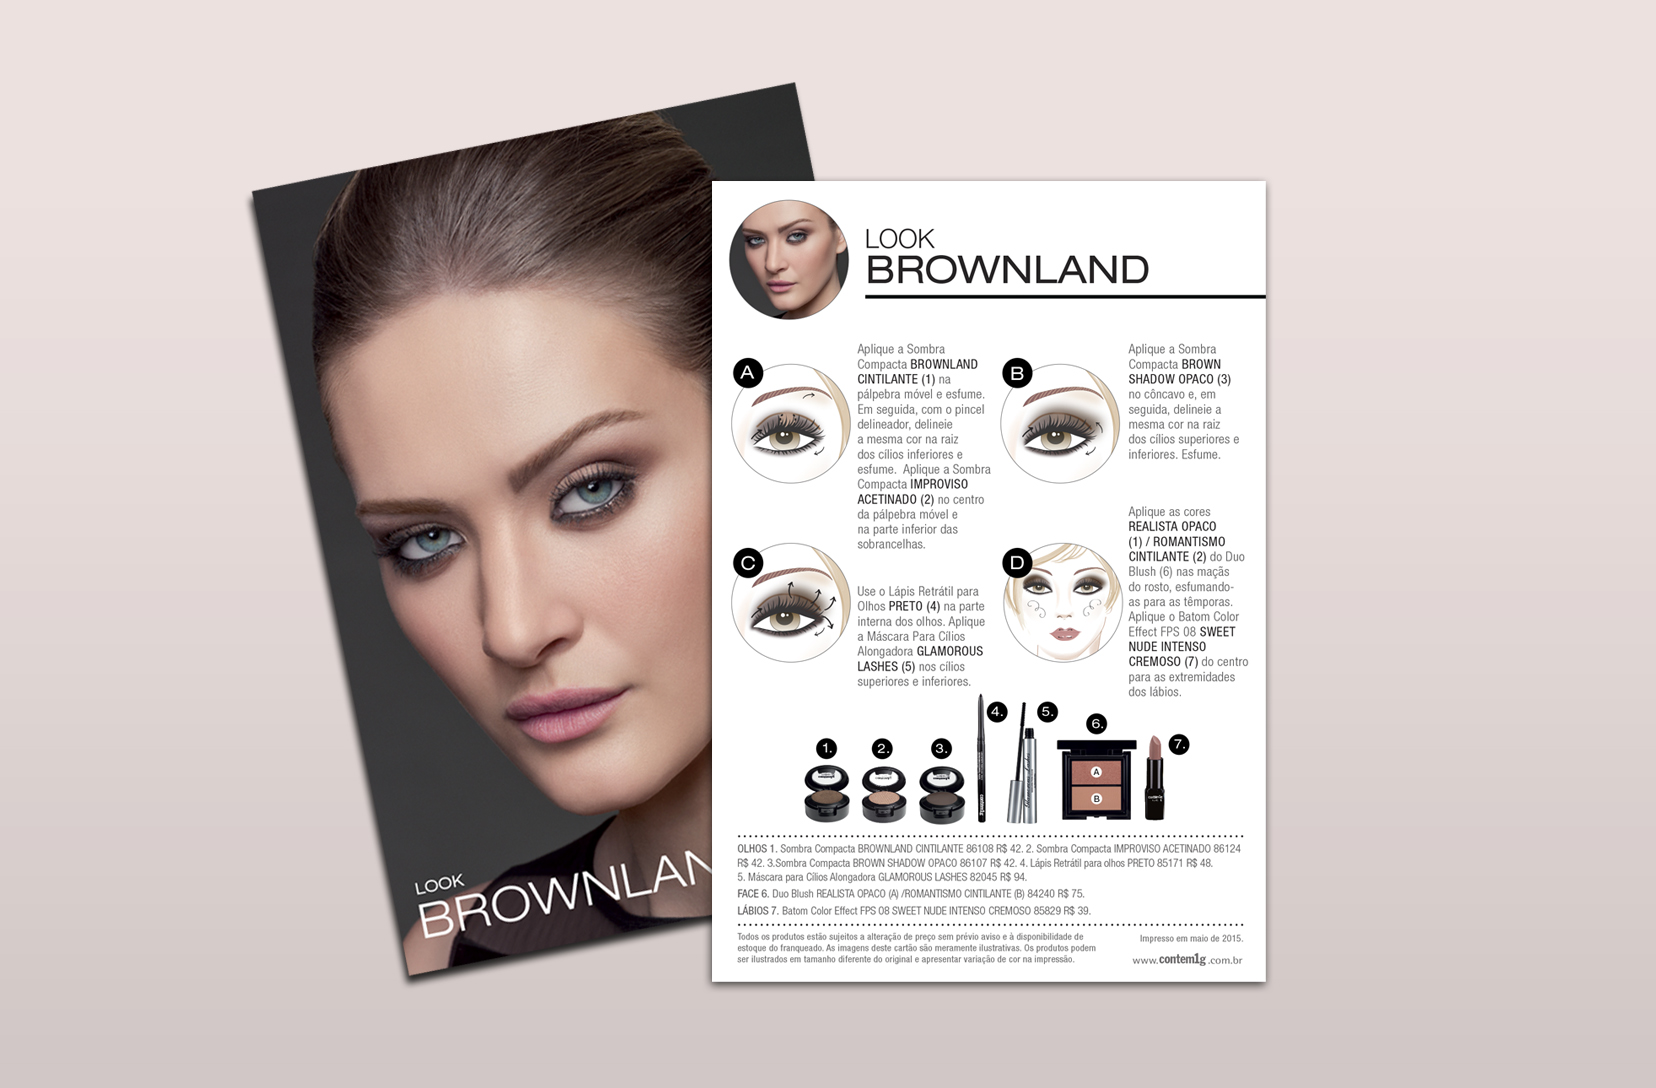 LOOK
BROWNLAN
LOOK
BROWNLAND
A
Aplique a Sombra
Compacta BROWNLAND
CINTILANTE (1) na
pálpebra móvel e esfume.
Em seguida, com o pincel
delineador, delineie
a mesma cor na raiz
dos cílios inferiores e
esfume. Aplique a Sombra
Compacta IMPROVISO
ACETINADO (2) no centro
da pálpebra móvel e
na parte inferior das
sobrancelhas.
B
Aplique a Sombra
Compacta BROWN
SHADOW OPACO (3)
no côncavo e, em
seguida, delineie a
mesma cor na raiz
dos cílios superiores e
inferiores. Esfume.
C
Use o Lápis Retrátil para
Olhos PRETO (4) na parte
interna dos olhos. Aplique
a Máscara Para Cílios
Alongadora GLAMOROUS
LASHES (5) nos cílios
superiores e inferiores.
D
Aplique as cores
REALISTA OPACO
(1) / ROMANTISMO
CINTILANTE (2) do Duo
Blush (6) nas maçãs
do rosto, esfumando-
as para as têmporas.
Aplique o Batom Color
Effect FPS 08 SWEET
NUDE INTENSO
CREMOSO (7) do centro
para as extremidades
dos lábios.
1.
2.
3.
4.
5.
6.
7.
A
B
contem1g
OLHOS 1. Sombra Compacta BROWNLAND CINTILANTE 86108 R$ 42. 2. Sombra Compacta IMPROVISO ACETINADO 86124
R$ 42. 3.Sombra Compacta BROWN SHADOW OPACO 86107 R$ 42. 4. Lápis Retrátil para olhos PRETO 85171 R$ 48.
5. Máscara para Cílios Alongadora GLAMOROUS LASHES 82045 R$ 94.
FACE 6. Duo Blush REALISTA OPACO (A) /ROMANTISMO CINTILANTE (B) 84240 R$ 75.
LÁBIOS 7. Batom Color Effect FPS 08 SWEET NUDE INTENSO CREMOSO 85829 R$ 39.
Todos os produtos estão sujeitos a alteração de preço sem prévio aviso e à disponibilidade de
estoque do franqueado. As imagens deste cartão são meramente ilustrativas. Os produtos podem
ser ilustrados em tamanho diferente do original e apresentar variação de cor na impressão.
Impresso em maio de 2015.
www.contem1g.com.br